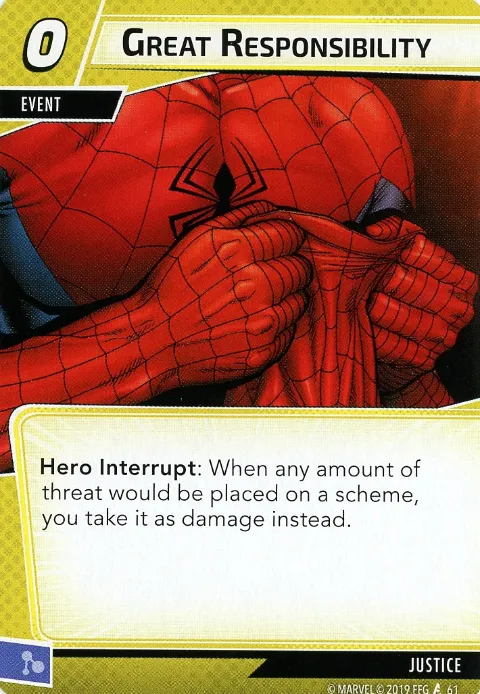 0
GREAT RESPONSIBILITY
EVENT
Hero Interrupt: When any amount of
threat would be placed on a scheme,
you take it as damage instead.
JUSTICE
© MARVEL © 2019 FFG 61